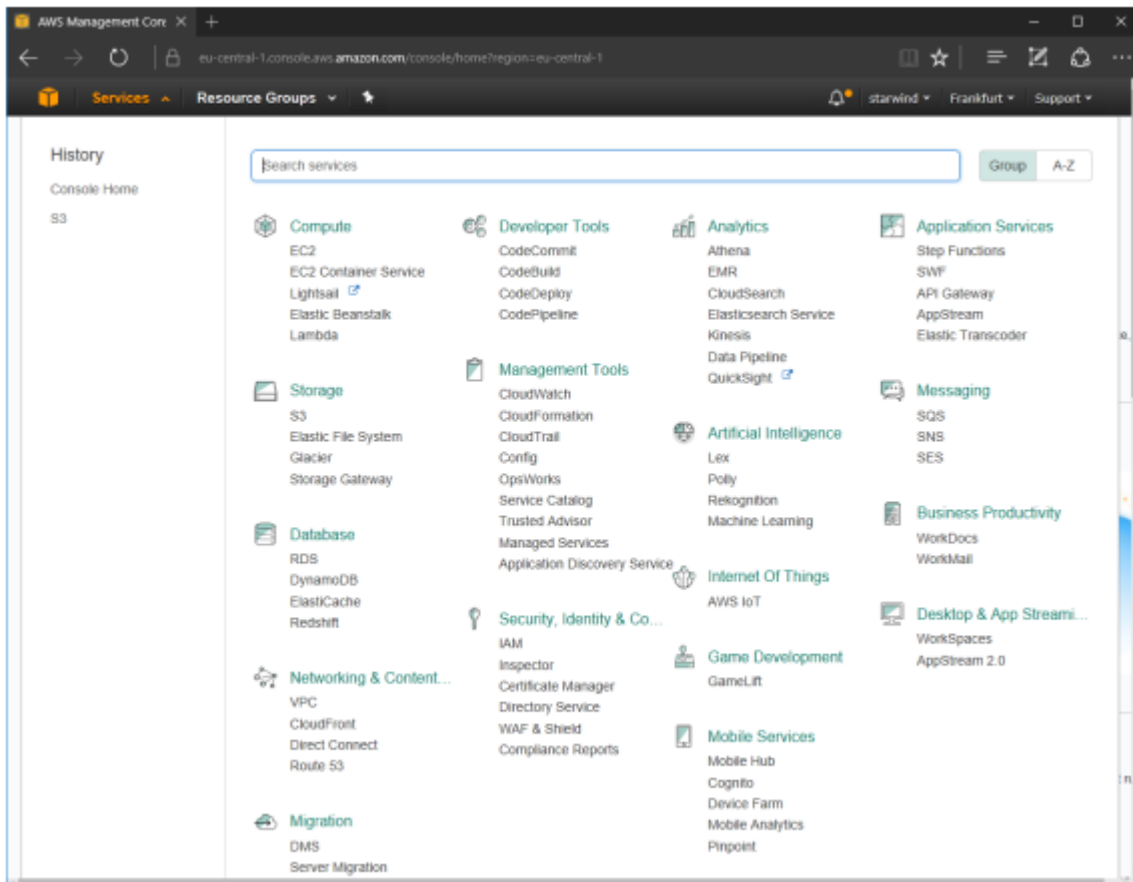 AWS Management Con
eu-central-1.console.aws.amazon.com/console/home?region=eu-central-1
Services Resource Groups starwind Frankfurt Support
History
Console Home
S3
Search services
Group A-Z
Compute
EC2
EC2 Container Service
Lightsail
Elastic Beanstalk
Lambda
Storage
S3
Elastic File System
Glacier
Storage Gateway
Database
RDS
DynamoDB
ElastiCache
Redshift
Networking & Content...
VPC
CloudFront
Direct Connect
Route 53
Migration
DMS
Server Migration
Developer Tools
CodeCommit
CodeBuild
CodeDeploy
CodePipeline
Management Tools
CloudWatch
CloudFormation
CloudTrail
Config
OpsWorks
Service Catalog
Trusted Advisor
Managed Services
Application Discovery Service
Security, Identity & Co...
IAM
Inspector
Certificate Manager
Directory Service
WAF & Shield
Compliance Reports
Analytics
Athena
EMR
CloudSearch
Elasticsearch Service
Kinesis
Data Pipeline
QuickSight
Artificial Intelligence
Lex
Polly
Rekognition
Machine Learning
Internet Of Things
AWS IoT
Game Development
GameLift
Mobile Services
Mobile Hub
Cognito
Device Farm
Mobile Analytics
Pinpoint
Application Services
Step Functions
SWF
API Gateway
AppStream
Elastic Transcoder
Messaging
SQS
SNS
SES
Business Productivity
WorkDocs
WorkMail
Desktop & App Streami...
WorkSpaces
AppStream 2.0